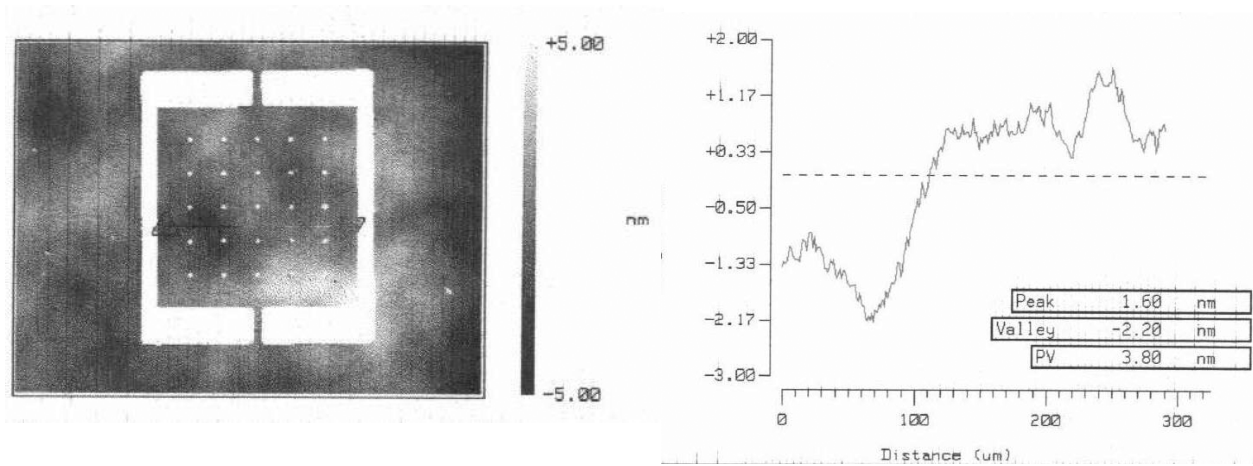 +5.00
nm
-5.00
+2.00
+1.17
+0.33
-0.50
-1.33
-2.17
-3.00
Peak 1.60 nm
Valley -2.20 nm
PV 3.80 nm
0 100 200 300
Distance (um)